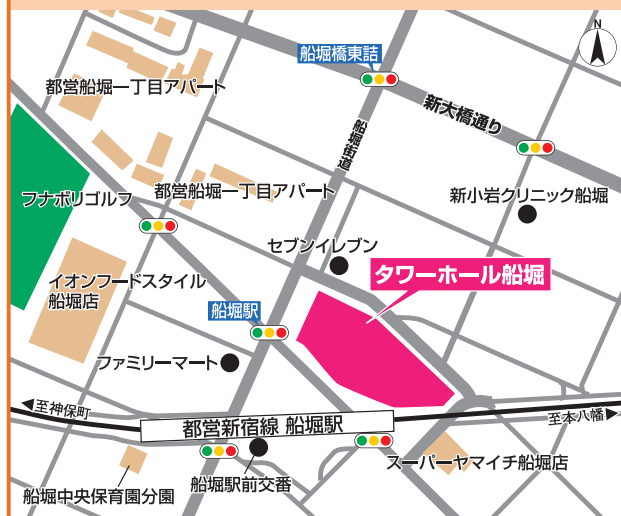 N
船堀橋東詰
都営船堀一丁目アパート
新大橋通り
船堀街道
都営船堀一丁目アパート
フナボリゴルフ
新小岩クリニック船堀
セブンイレブン
イオンフードスタイル
船堀店
タワーホール船堀
船堀駅
ファミリーマート
至神保町
都営新宿線 船堀駅
至本八幡
スーパーヤマイチ船堀店
船堀中央保育園分園
船堀駅前交番